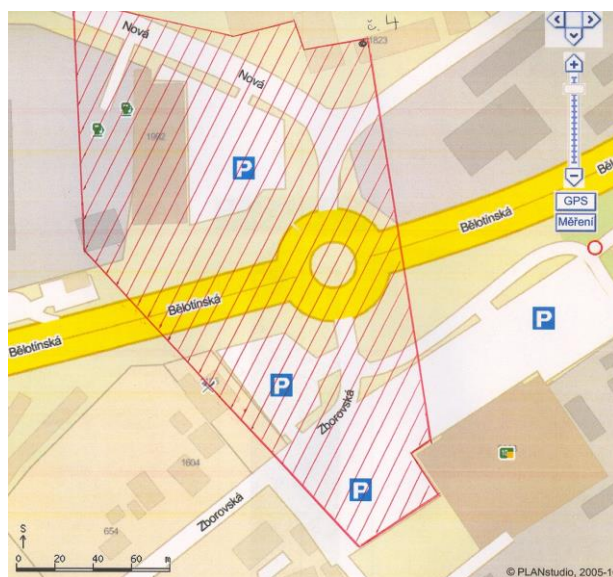 č. 4
1823
Nová
Nová
P
GPS
Měření
Bělotínská
Běl
Bělotínská
Bělotínská
P
P
Zborovská
1604
P
Zborovská
654
S
0 20 40 60
© PLANstudio, 2005-1